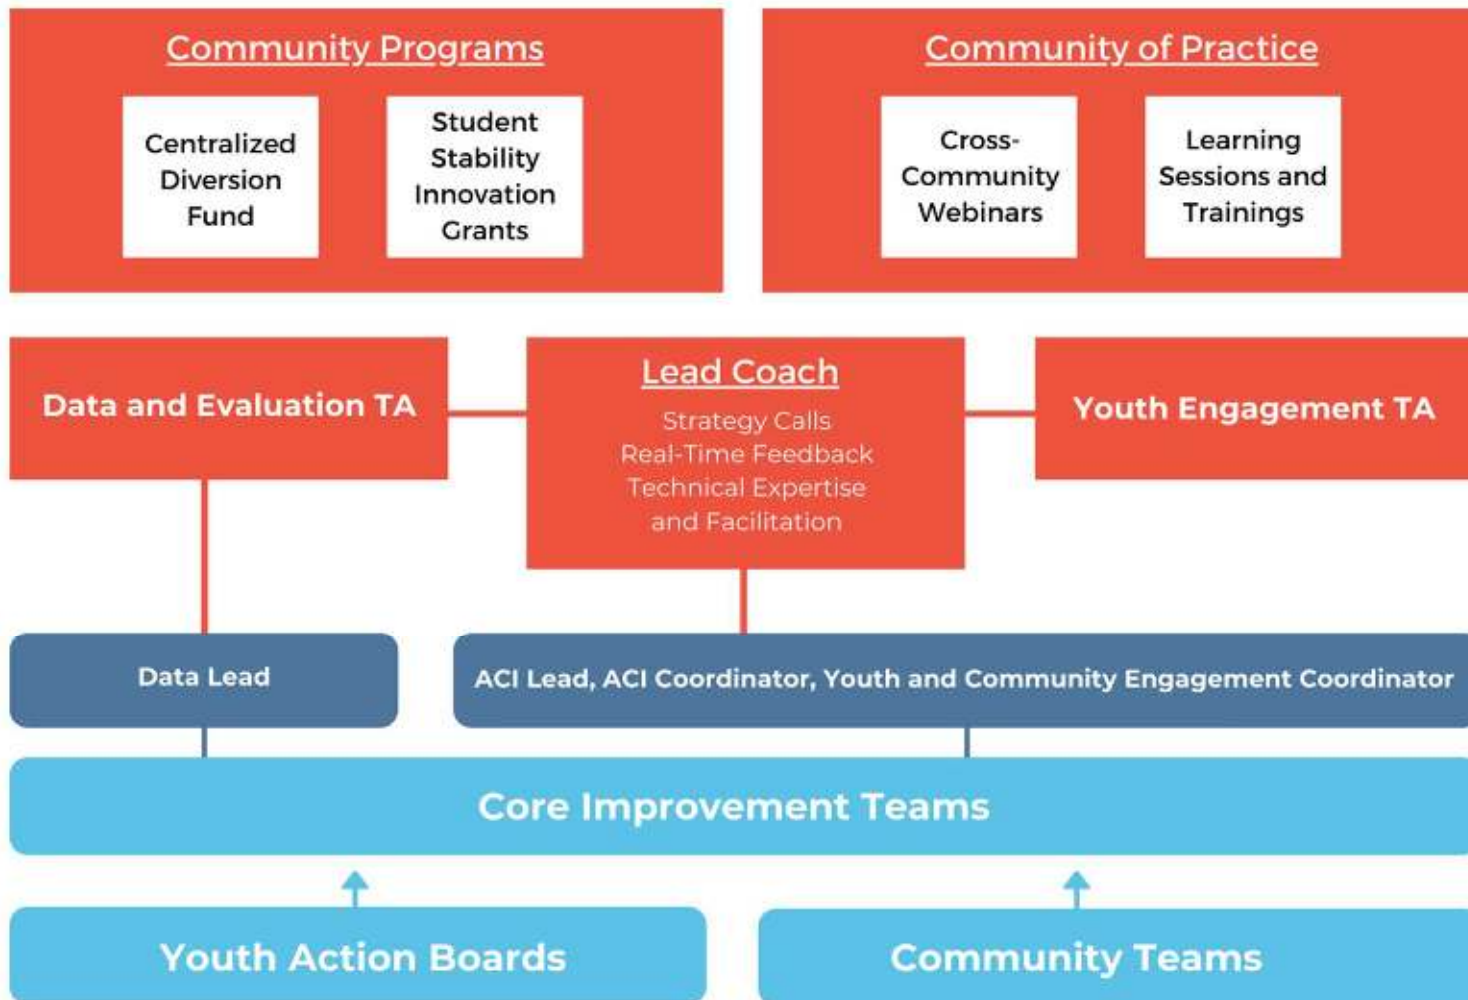 Community Programs
Centralized
Diversion
Fund
Student
Stability
Innovation
Grants
Community of Practice
Cross-
Community
Webinars
Learning
Sessions and
Trainings
Data and Evaluation TA
Lead Coach
Strategy Calls
Real-Time Feedback
Technical Expertise
and Facilitation
Youth Engagement TA
Data Lead
ACI Lead, ACI Coordinator, Youth and Community Engagement Coordinator
Core Improvement Teams
Youth Action Boards
Community Teams